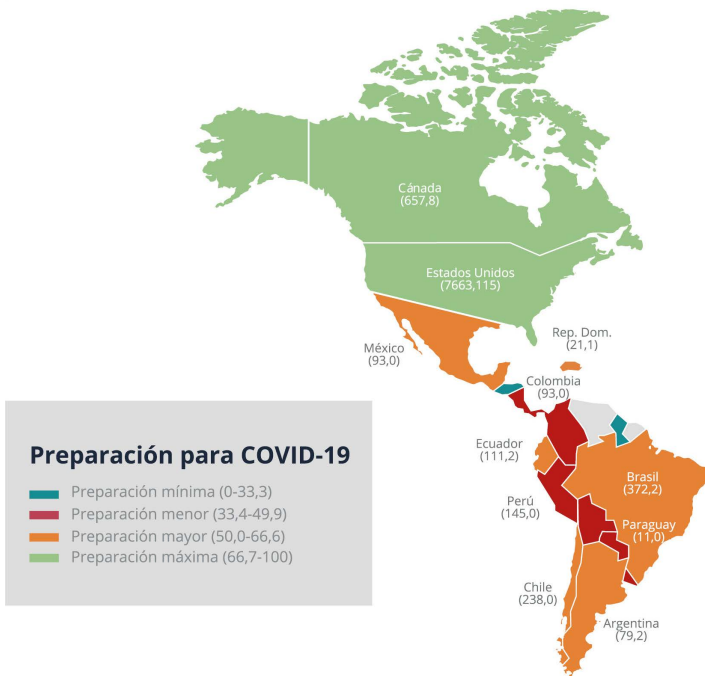 Cánada
(657,8)
Estados Unidos
(7663,115)
Rep. Dom.
(21,1)
México
(93,0)
Colombia
(93,0)
Ecuador
(111,2)
Brasil
(372,2)
Perú
(145,0)
Paraguay
(11,0)
Chile
(238,0)
Argentina
(79,2)
Preparación para COVID-19
Preparación mínima (0-33,3)
Preparación menor (33,4-49,9)
Preparación mayor (50,0-66,6)
Preparación máxima (66,7-100)